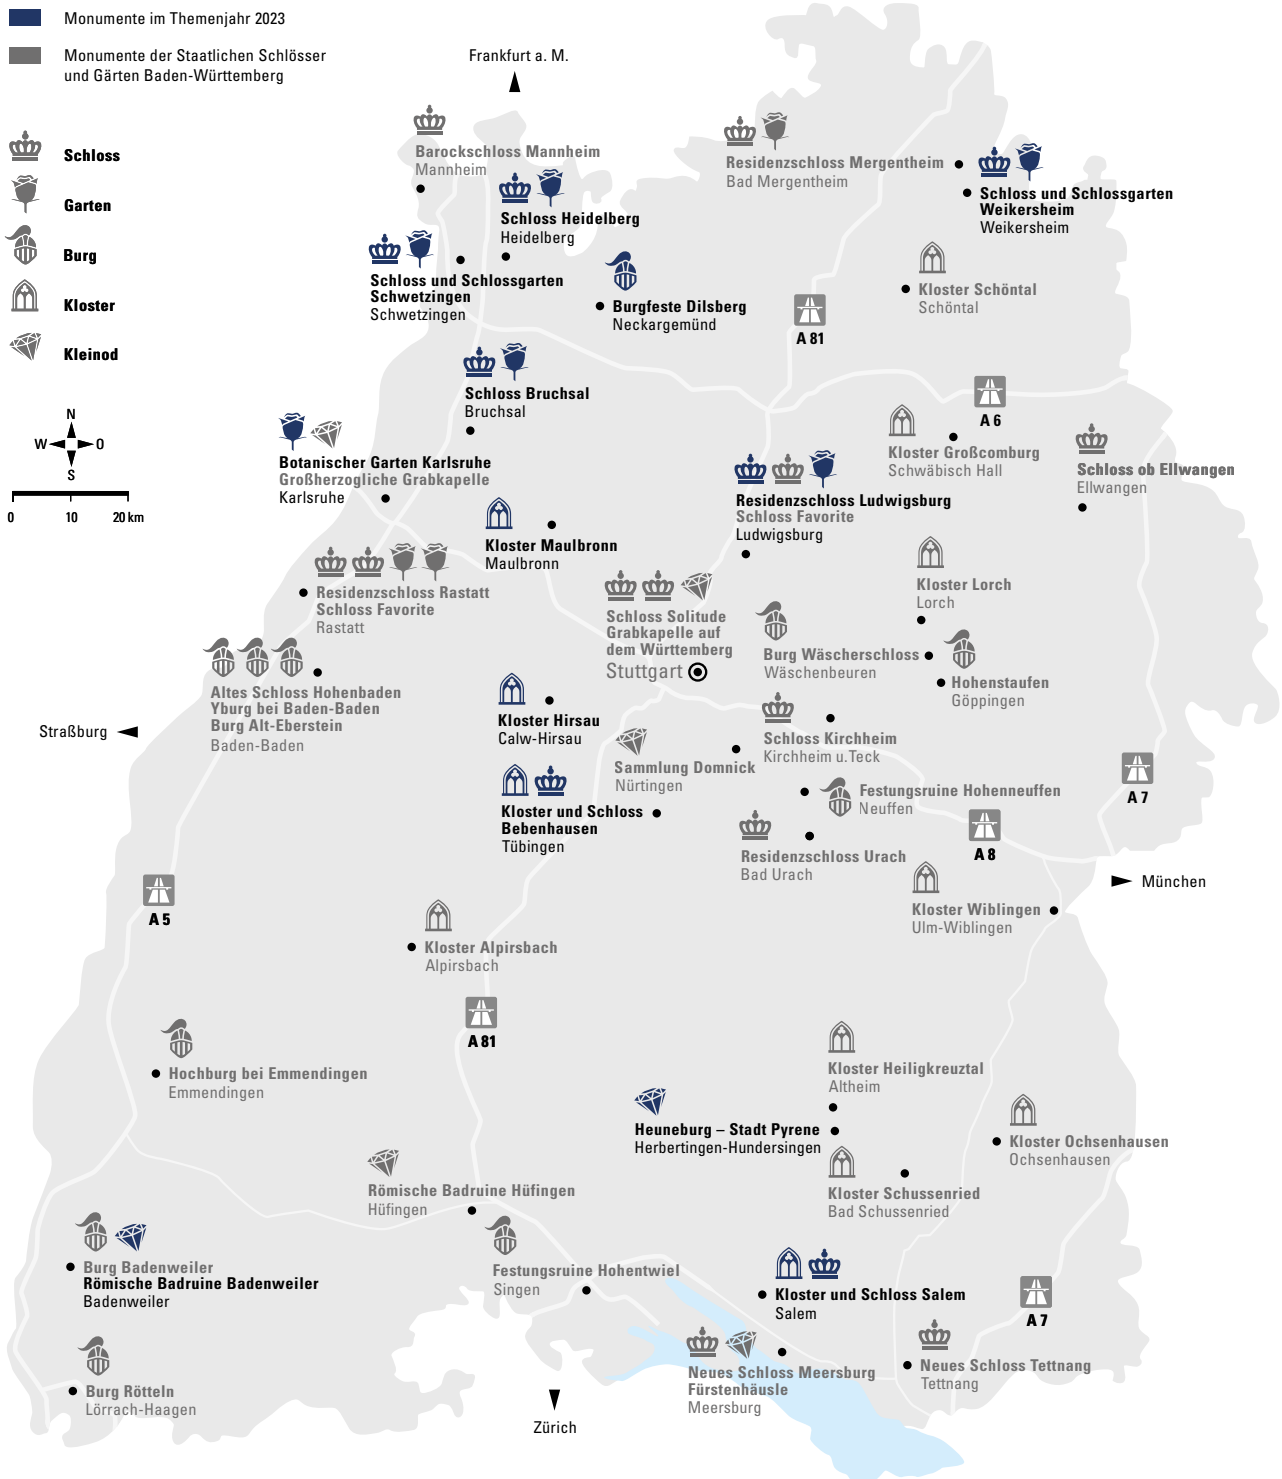 Monumente im Themenjahr 2023
Monumente der Staatlichen Schlösser
und Gärten Baden-Württemberg
Schloss
Garten
Burg
Kloster
Kleinod
N
W
O
S
0
10
20 km
Frankfurt a. M.
Barockschloss Mannheim
Mannheim
Residenzschloss Mergentheim
Bad Mergentheim
Schloss und Schlossgarten
Weikersheim
Weikersheim
Schloss Heidelberg
Heidelberg
Schloss und Schlossgarten
Schwetzingen
Schwetzingen
Burgfeste Dilsberg
Neckargemünd
Kloster Schöntal
Schöntal
A 81
Schloss Bruchsal
Bruchsal
A 6
Kloster Großcomburg
Schwäbisch Hall
Schloss ob Ellwangen
Ellwangen
Botanischer Garten Karlsruhe
Großherzogliche Grabkapelle
Karlsruhe
Residenzschloss Ludwigsburg
Schloss Favorite
Ludwigsburg
Kloster Maulbronn
Maulbronn
Kloster Lorch
Lorch
Residenzschloss Rastatt
Schloss Favorite
Rastatt
Schloss Solitude
Grabkapelle auf
dem Württemberg
Stuttgart
Burg Wäscherschloss
Wäschenbeuren
Hohenstaufen
Göppingen
Altes Schloss Hohenbaden
Yburg bei Baden-Baden
Burg Alt-Eberstein
Baden-Baden
Straßburg
Kloster Hirsau
Calw-Hirsau
Schloss Kirchheim
Kirchheim u.Teck
Sammlung Domnick
Nürtingen
Festungsruine Hohenneuffen
Neuffen
A 7
Kloster und Schloss
Bebenhausen
Tübingen
Residenzschloss Urach
Bad Urach
A 8
München
Kloster Wiblingen
Ulm-Wiblingen
A 5
Kloster Alpirsbach
Alpirsbach
A 81
Hochburg bei Emmendingen
Emmendingen
Kloster Heiligkreuztal
Altheim
Heuneburg – Stadt Pyrene
Herbertingen-Hundersingen
Kloster Ochsenhausen
Ochsenhausen
Kloster Schussenried
Bad Schussenried
Römische Badruine Hüfingen
Hüfingen
Burg Badenweiler
Römische Badruine Badenweiler
Badenweiler
Festungsruine Hohentwiel
Singen
Kloster und Schloss Salem
Salem
A 7
Neues Schloss Meersburg
Fürstenhäusle
Meersburg
Neues Schloss Tettnang
Tettnang
Burg Rötteln
Lörrach-Haagen
Zürich